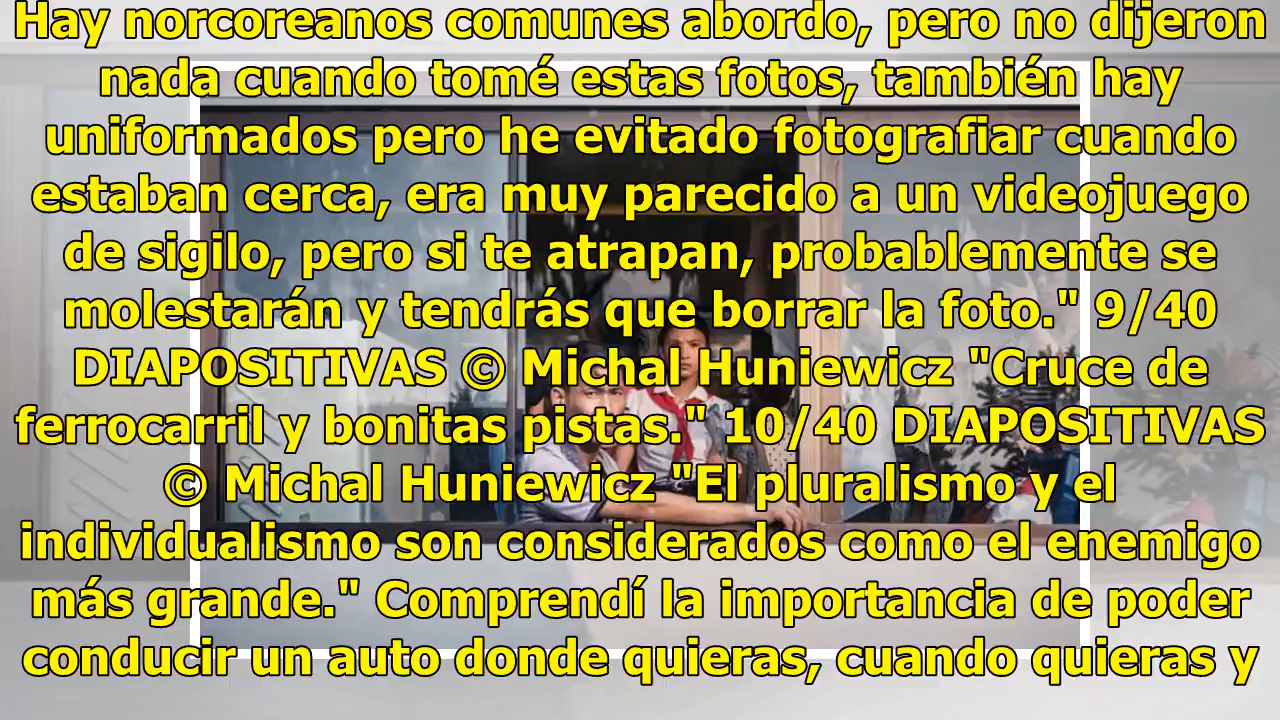 Hay norcoreanos comunes abordo, pero no dijeron
nada cuando tomé estas fotos, también hay
uniformados pero he evitado fotografiar cuando
estaban cerca, era muy parecido a un videojuego
de sigilo, pero si te atrapan, probablemente se
molestarán y tendrás que borrar la foto." 9/40
DIAPOSITIVAS © Michal Huniewicz "Cruce de
ferrocarril y bonitas pistas." 10/40 DIAPOSITIVAS
© Michal Huniewicz "El pluralismo y el
individualismo son considerados como el enemigo
más grande." Comprendí la importancia de poder
conducir un auto donde quieras, cuando quieras y